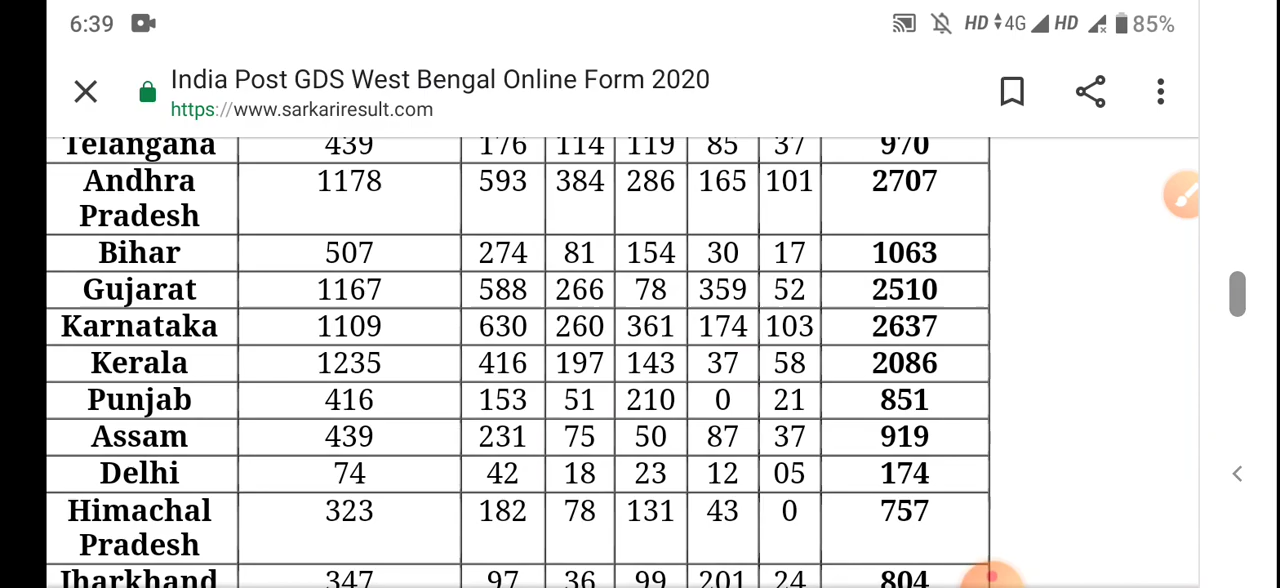 6:39 HD 4G HD 85%
India Post GDS West Bengal Online Form 2020
https://www.sarkariresult.com
Telangana 439 176 114 119 85 37 970
Andhra 1178 593 384 286 165 101 2707
Pradesh
Bihar 507 274 81 154 30 17 1063
Gujarat 1167 588 266 78 359 52 2510
Karnataka 1109 630 260 361 174 103 2637
Kerala 1235 416 197 143 37 58 2086
Punjab 416 153 51 210 0 21 851
Assam 439 231 75 50 87 37 919
Delhi 74 42 18 23 12 05 174
Himachal 323 182 78 131 43 0 757
Pradesh
Jharkhand 347 97 36 99 201 24 804